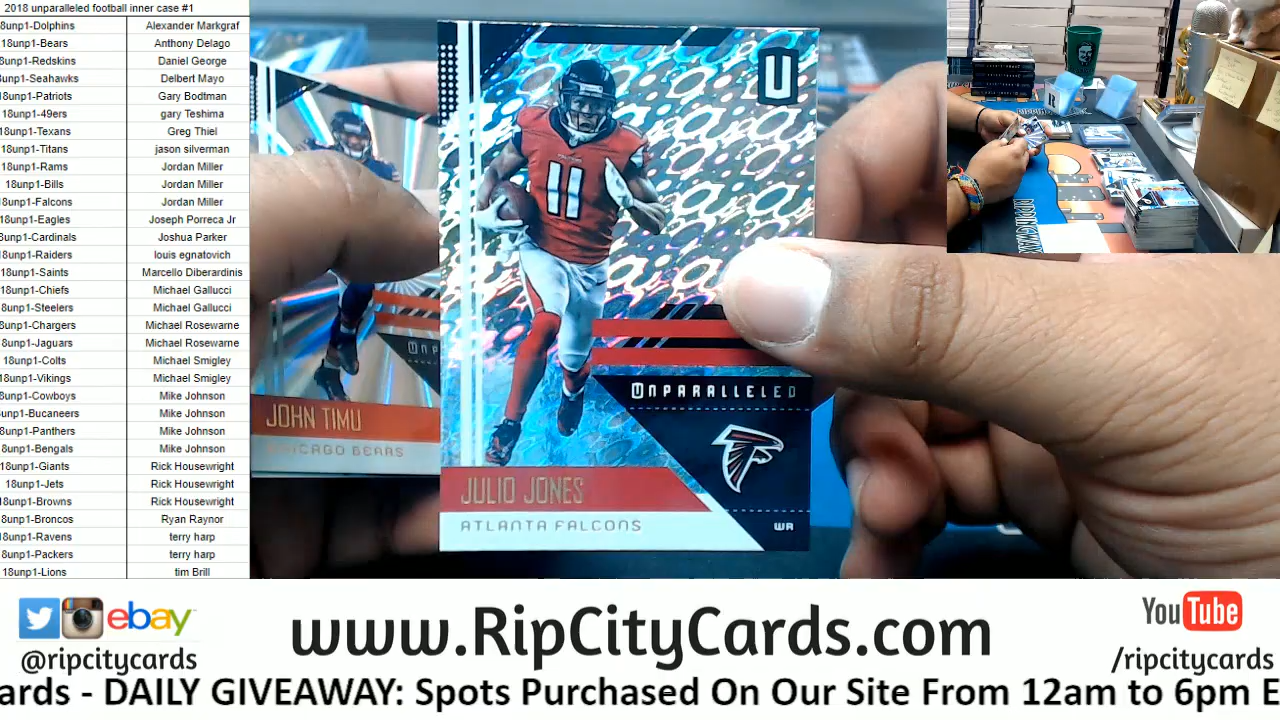 2018 unparalleled football inner case #1
8unp1-Dolphins Alexander Markgraf
18unp1-Bears Anthony Delago
8unp1-Redskins Daniel George
8unp1-Seahawks Delbert Mayo
8unp1-Patriots Gary Bodtman
18unp1-49ers gary Teshima
18unp1-Texans Greg Thiel
18unp1-Titans jason silverman
18unp1-Rams Jordan Miller
18unp1-Bills Jordan Miller
18unp1-Falcons Jordan Miller
18unp1-Eagles Joseph Porreca Jr
8unp1-Cardinals Joshua Parker
18unp1-Raiders louis egnatovich
18unp1-Saints Marcello Diberardinis
18unp1-Chiefs Michael Gallucci
8unp1-Steelers Michael Gallucci
8unp1-Chargers Michael Rosewarne
8unp1-Jaguars Michael Rosewarne
18unp1-Colts Michael Smigley
8unp1-Vikings Michael Smigley
8unp1-Cowboys Mike Johnson
unp1-Bucaneers Mike Johnson
8unp1-Panthers Mike Johnson
8unp1-Bengals Mike Johnson
18unp1-Giants Rick Housewright
18unp1-Jets Rick Housewright
8unp1-Browns Rick Housewright
8unp1-Broncos Ryan Raynor
18unp1-Ravens terry harp
8unp1-Packers terry harp
18unp1-Lions tim Brill
U
11
UNPARALLELED
JULIO JONES
ATLANTA FALCONS
WR
UNP
JOHN TIMU
CHICAGO BEARS
ebay
@ripcitycards
www.RipCityCards.com
YouTube
/ripcitycards
ards - DAILY GIVEAWAY: Spots Purchased On Our Site From 12am to 6pm E